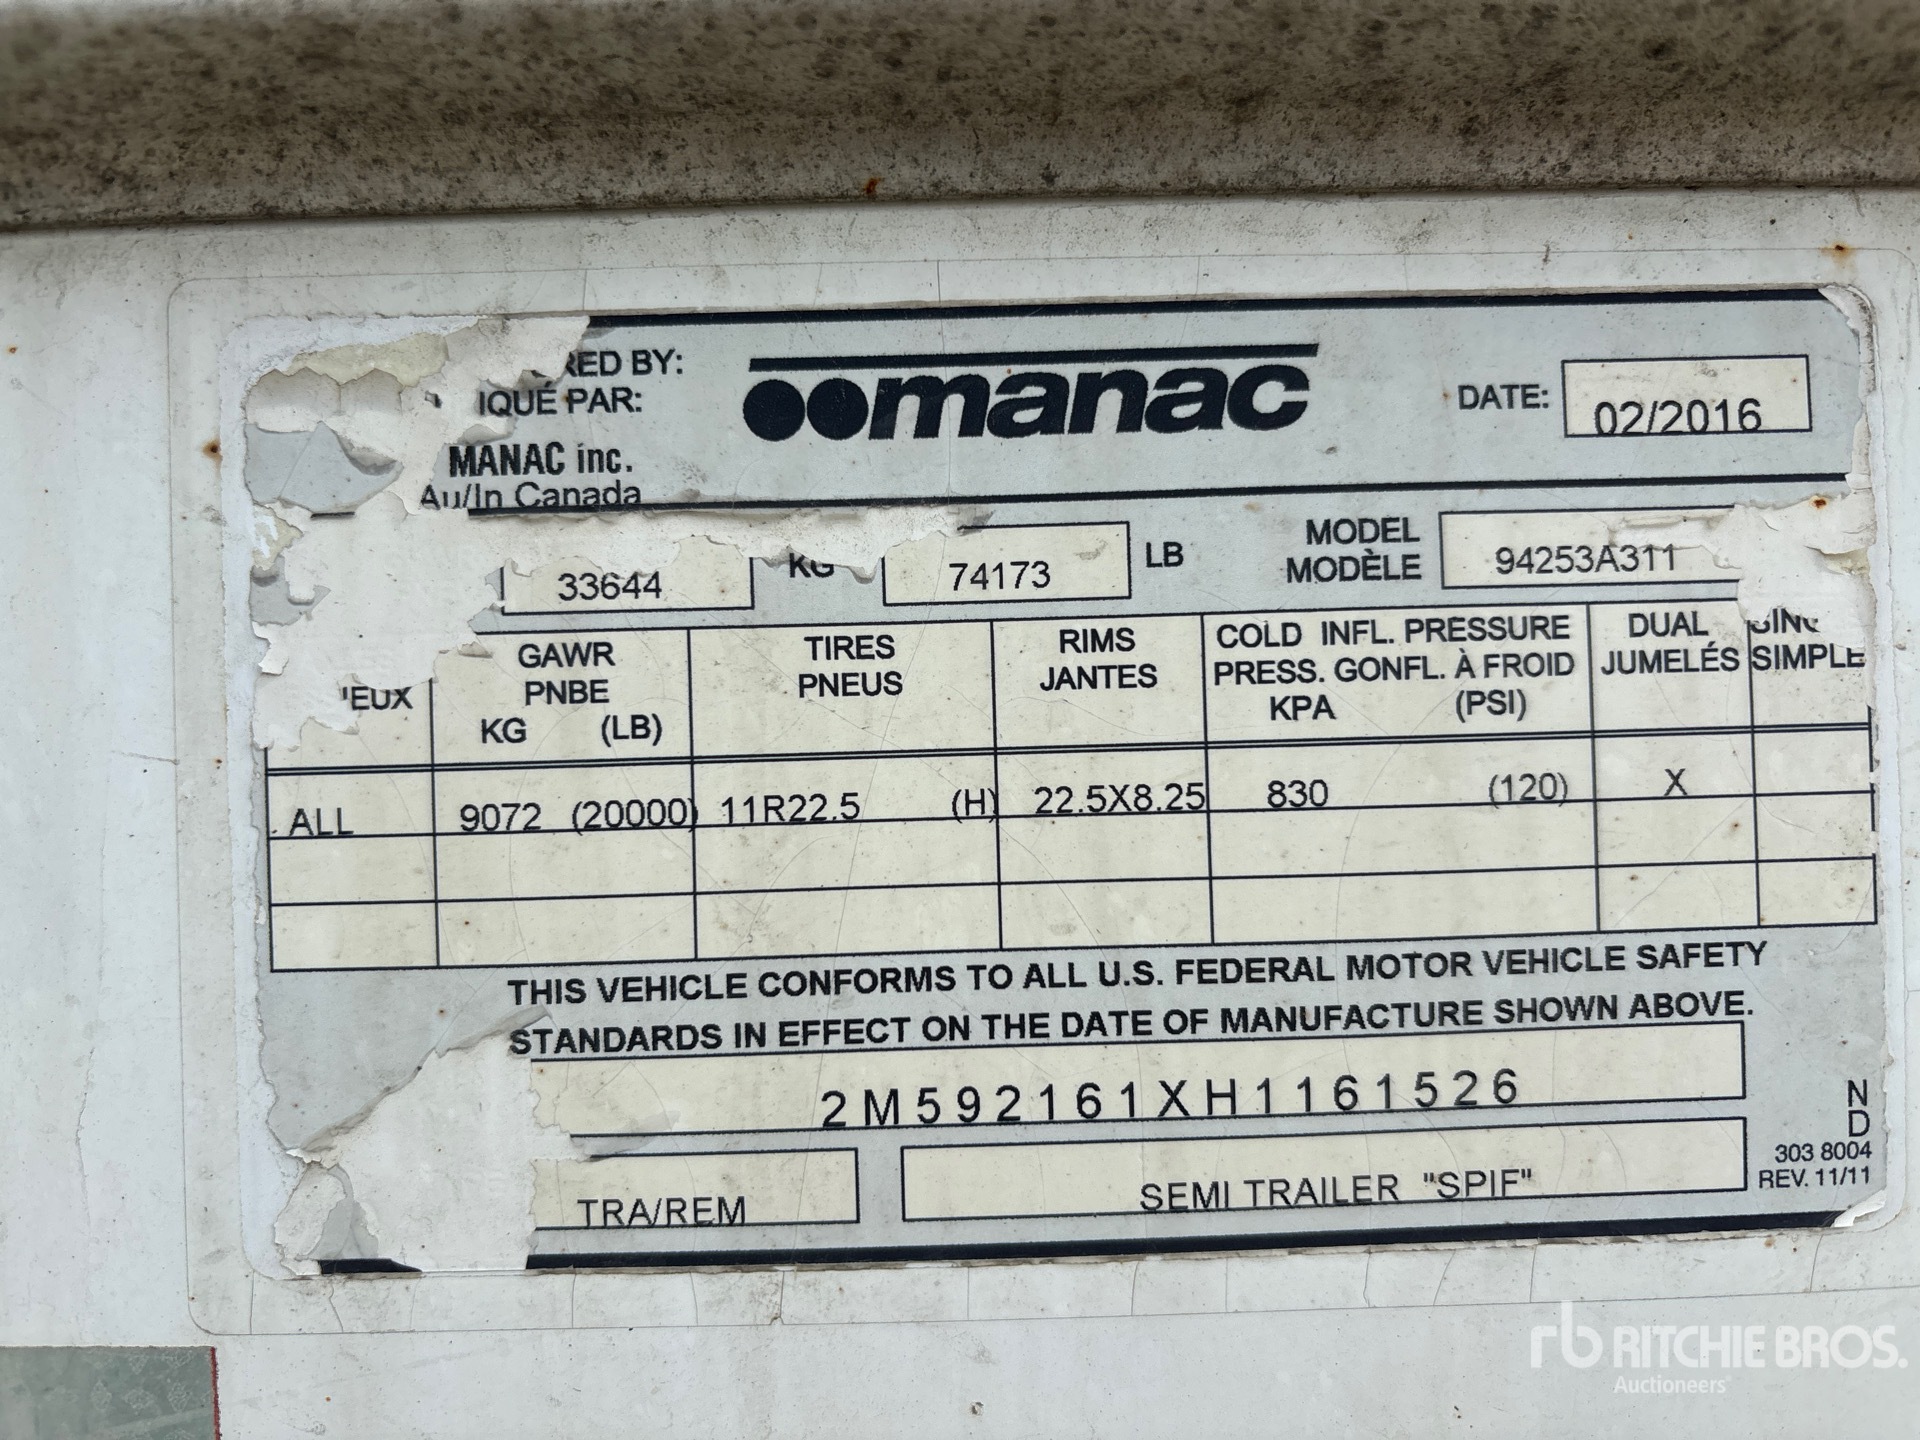 RED BY:
IQUÉ PAR:
MANAC inc.
Au/In Canada
manac
DATE: 02/2016
33644 KG 74173 LB
MODEL
MODÈLE 94253A311
GAWR
PNBE
KG (LB)
TIRES
PNEUS
RIMS
JANTES
COLD INFL. PRESSURE
PRESS. GONFL. À FROID
KPA (PSI)
DUAL
JUMELÉS
SIMPLE
ALL 9072 (20000) 11R22.5 (H) 22.5X8.25 830 (120) X
THIS VEHICLE CONFORMS TO ALL U.S. FEDERAL MOTOR VEHICLE SAFETY
STANDARDS IN EFFECT ON THE DATE OF MANUFACTURE SHOWN ABOVE.
2M592161XH1161526
TRA/REM
SEMI TRAILER "SPIF"
N
D
303 8004
REV. 11/11
rb RITCHIE BROS.
Auctioneers